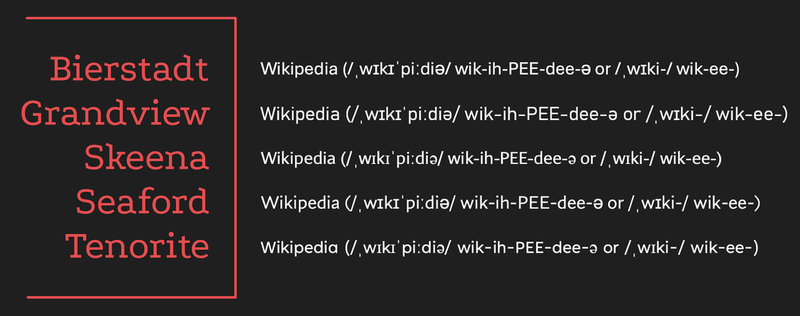 Bierstadt
Wikipedia (/ˌwɪkɪˈpiːdiə/ wik-ih-PEE-dee-ə or /ˌwɪki-/ wik-ee-)
Grandview
Wikipedia (/ˌwɪkɪˈpiːdiə/ wik-ih-PEE-dee-ə or /ˌwɪki-/ wik-ee-)
Skeena
Wikipedia (/ˌwɪkɪˈpiːdiə/ wik-ih-PEE-dee-ə or /ˌwɪki-/ wik-ee-)
Seaford
Wikipedia (/ˌwɪkɪˈpiːdiə/ wik-ih-PEE-dee-ə or /ˌwɪki-/ wik-ee-)
Tenorite
Wikipedia (/ˌwɪkɪˈpiːdiə/ wik-ih-PEE-dee-ə or /ˌwɪki-/ wik-ee-)